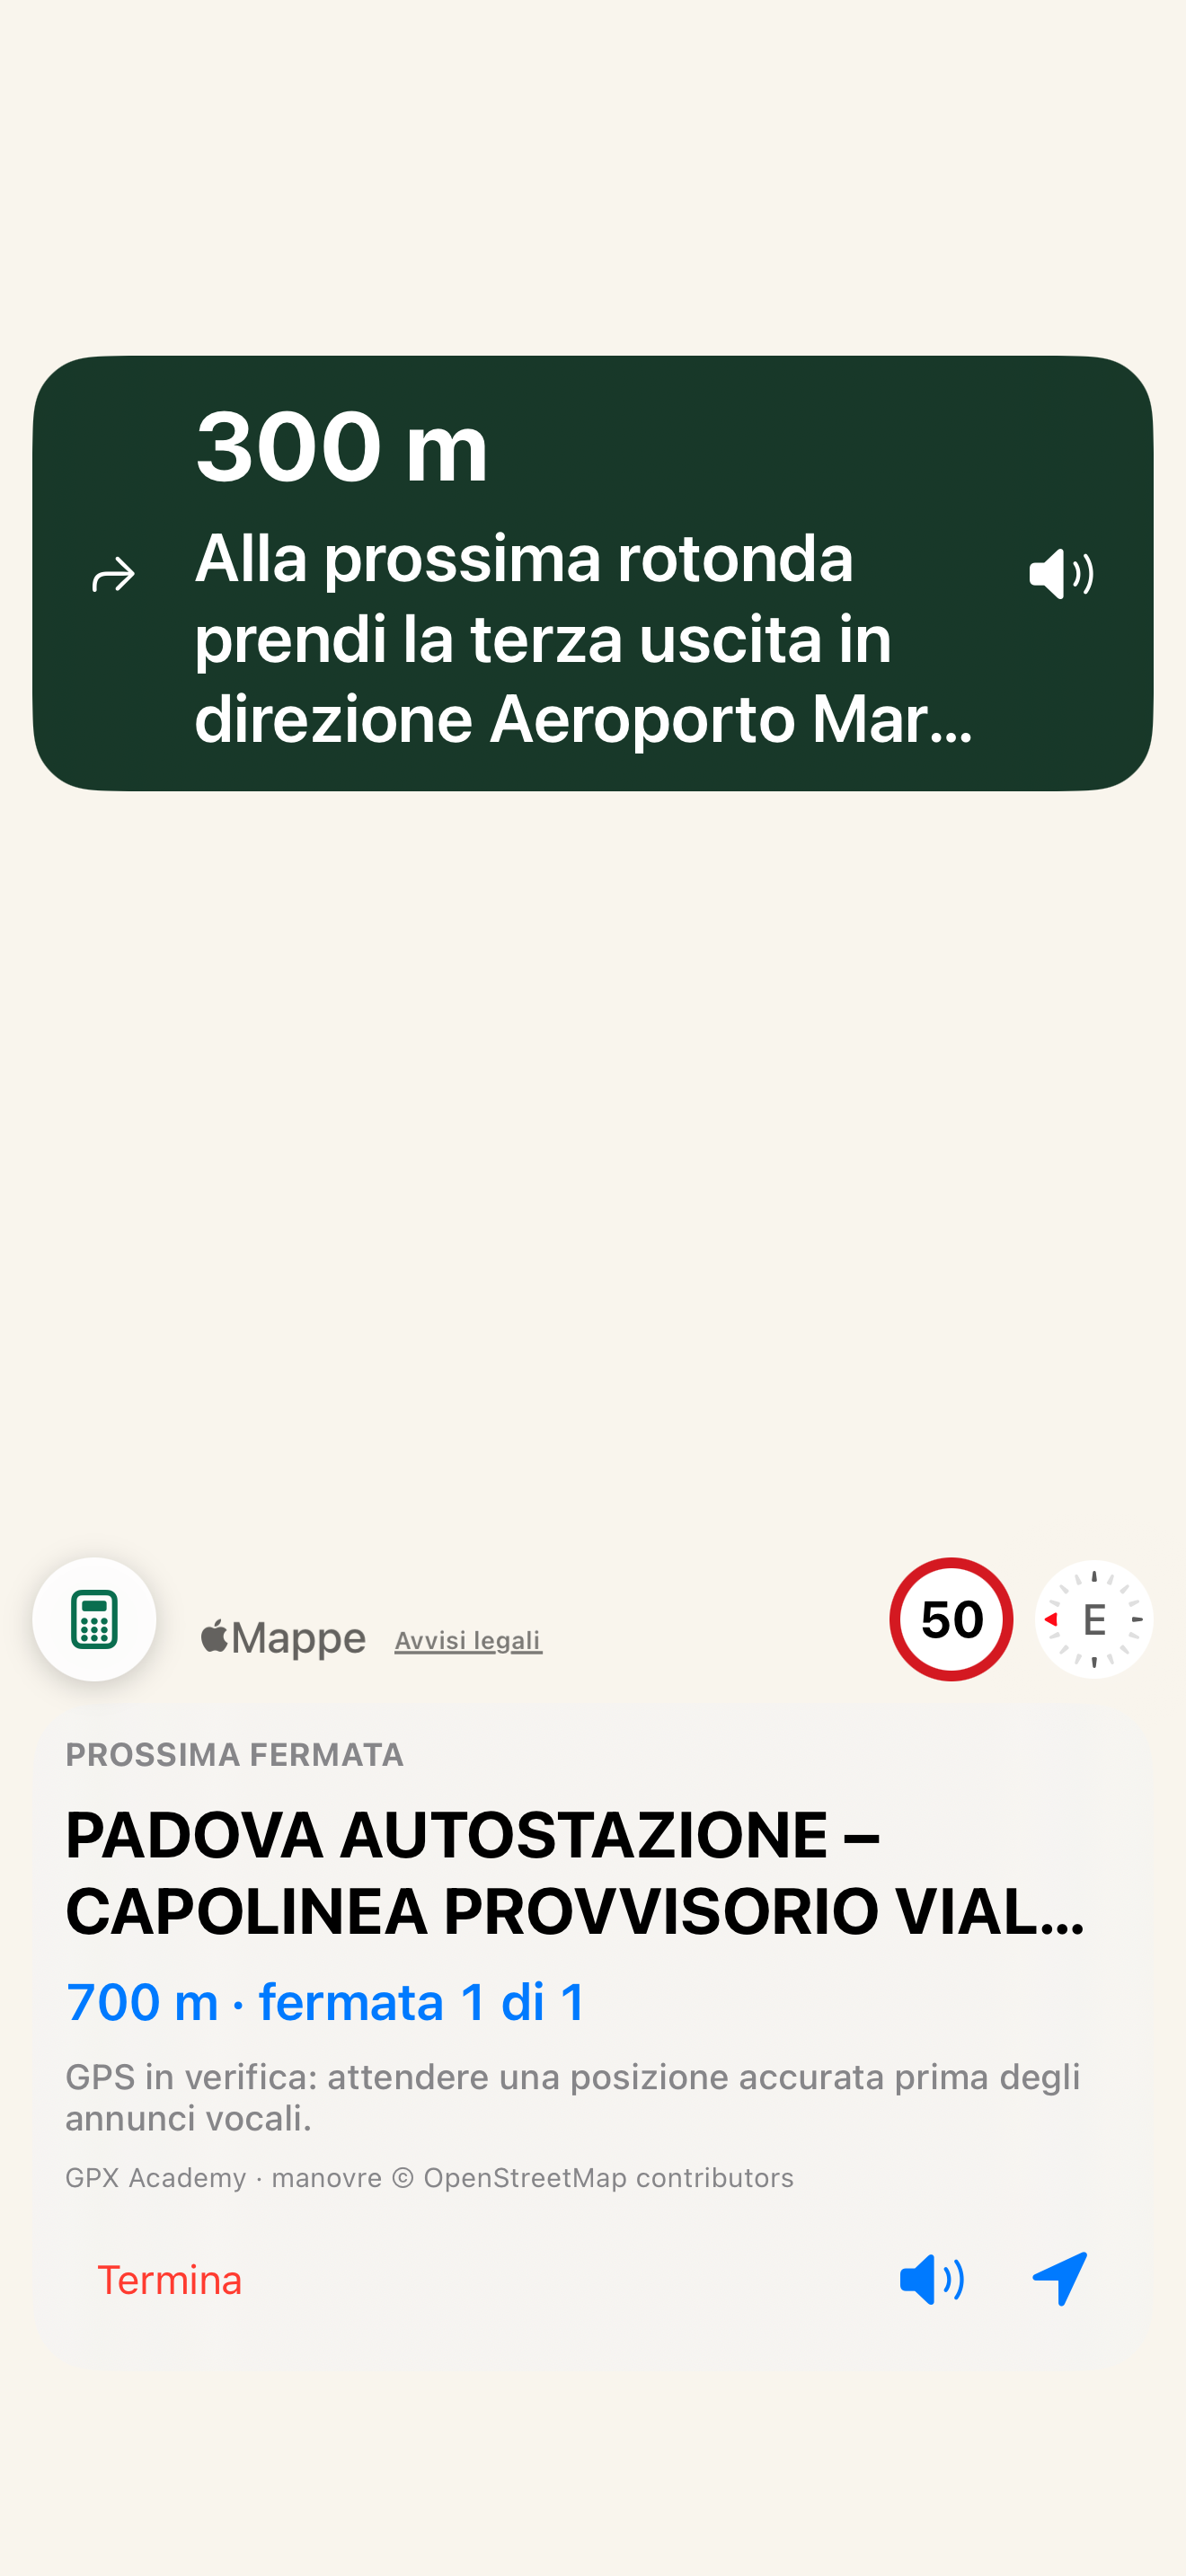 300 m
Alla prossima rotonda
prendi la terza uscita in
direzione Aeroporto Mar...
Mappe
Avvisi legali
50
E
PROSSIMA FERMATA
PADOVA AUTOSTAZIONE –
CAPOLINEA PROVVISORIO VIAL...
700 m · fermata 1 di 1
GPS in verifica: attendere una posizione accurata prima degli
annunci vocali.
GPX Academy · manovre © OpenStreetMap contributors
Termina